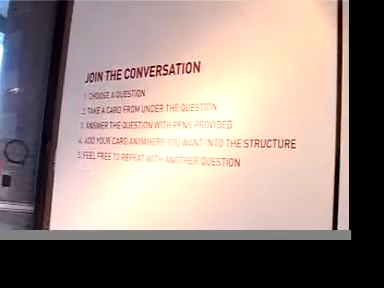 JOIN THE CONVERSATION
1. CHOOSE A QUESTION
2. TAKE A CARD FROM UNDER THE QUESTION
3. ANSWER THE QUESTION WITH PENS PROVIDED
4. ADD YOUR CARD ANYWHERE YOU WANT INTO THE STRUCTURE
5. FEEL FREE TO REPEAT WITH ANOTHER QUESTION